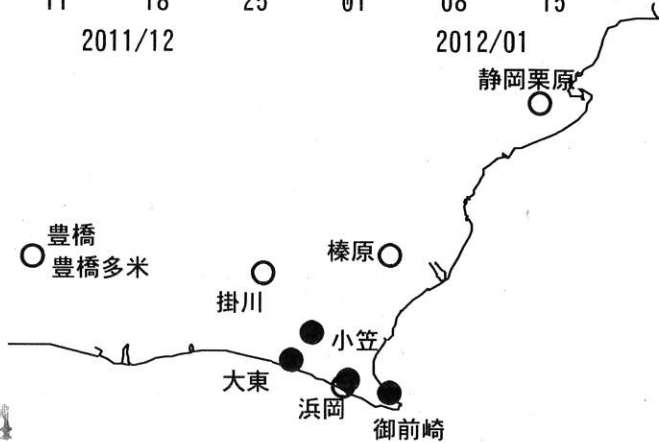 11 18 25 01 08 15
2011/12 2012/01
静岡栗原
豊橋
豊橋多米
榛原
掛川
小笠
大東
浜岡
御前崎